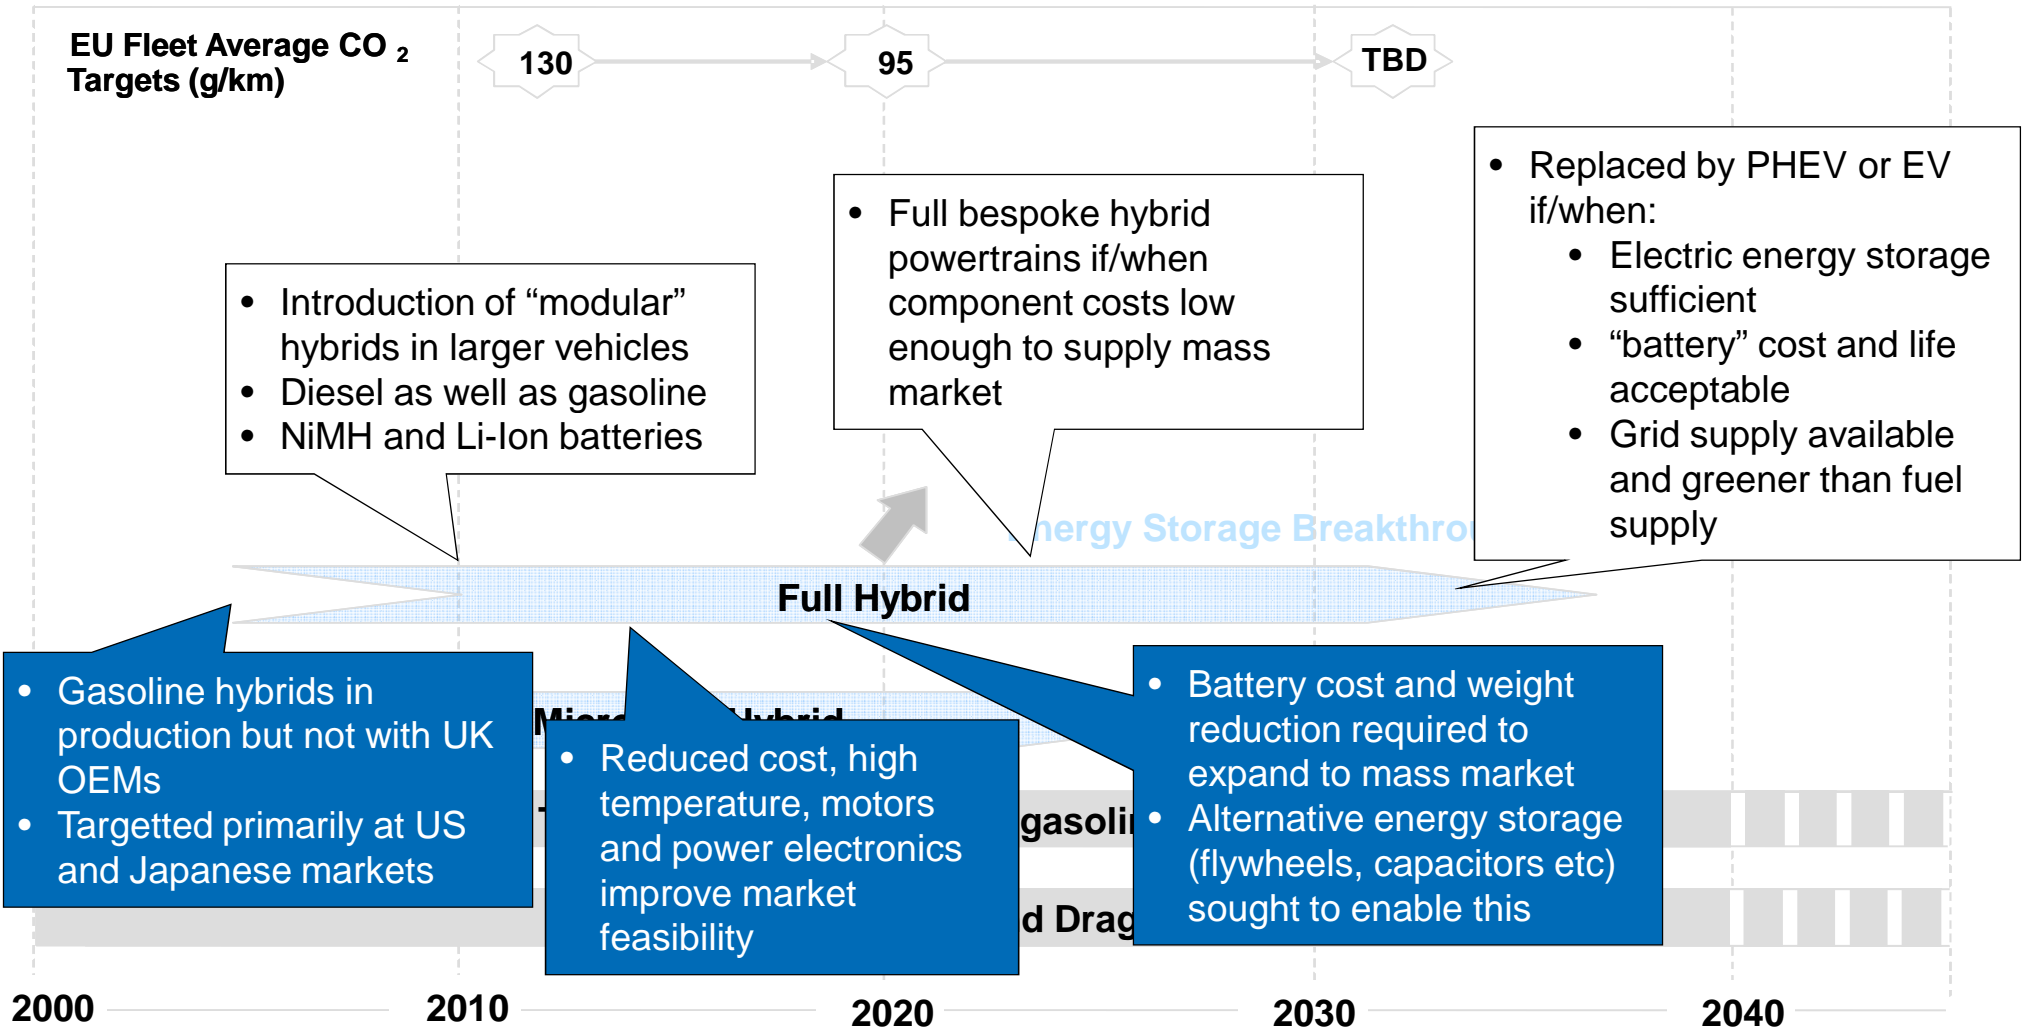 EU Fleet Average CO 2
Targets (g/km)
130
95
TBD
• Replaced by PHEV or EV
if/when:
• Electric energy storage
sufficient
• “battery” cost and life
acceptable
• Grid supply available
and greener than fuel
supply
• Full bespoke hybrid
powertrains if/when
component costs low
enough to supply mass
market
• Introduction of “modular”
hybrids in larger vehicles
• Diesel as well as gasoline
• NiMH and Li-Ion batteries
Storage
Full Hybrid
• Gasoline hybrids in
production but not with UK
OEMs
• Targetted primarily at US
and Japanese markets
Hybrid
• Reduced cost, high
temperature, motors
and power electronics
improve market
feasibility
• Battery cost and weight
reduction required to
expand to mass market
• Alternative energy storage
(flywheels, capacitors etc)
sought to enable this
2000
2010
2020
2030
2040